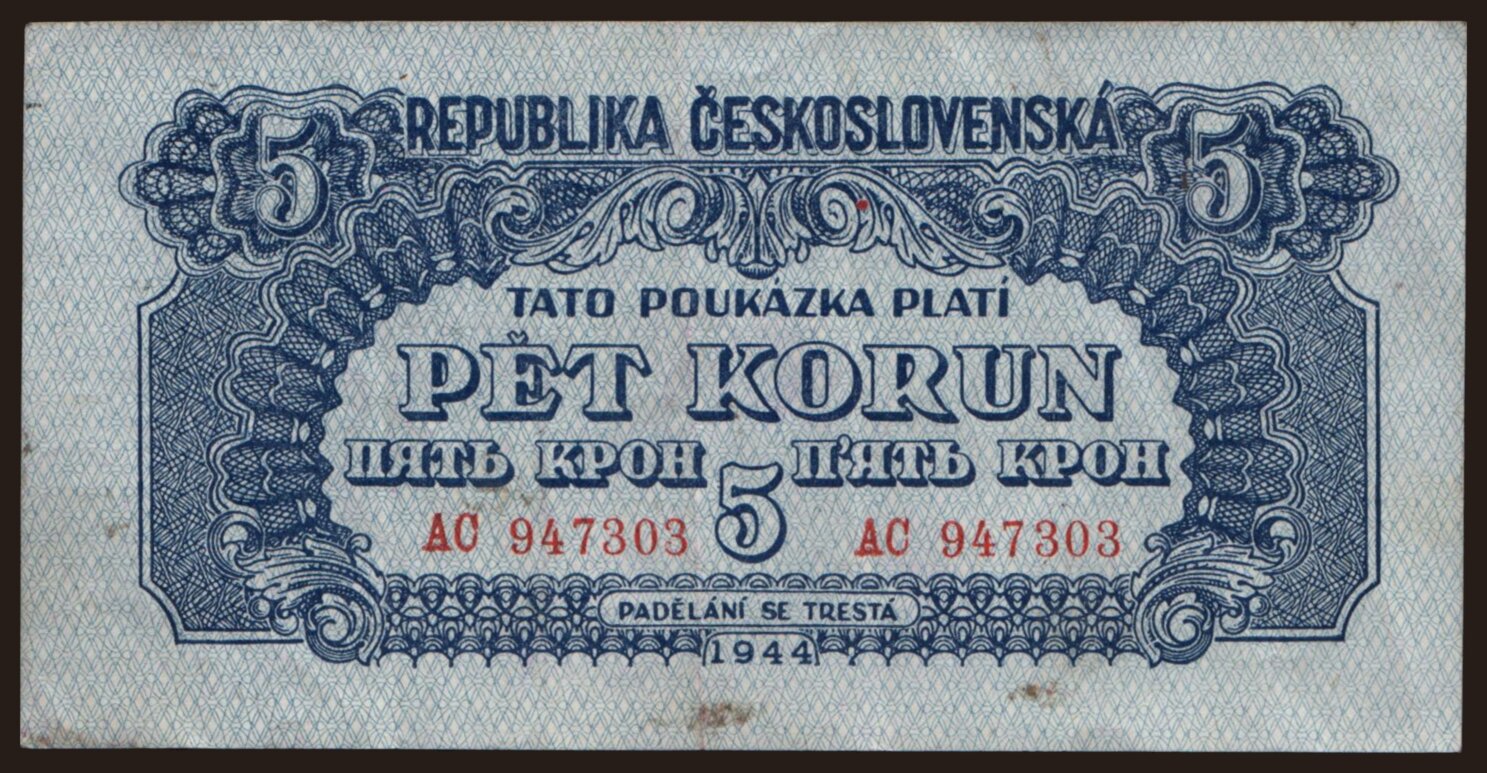 5 REPUBLIKA ČESKOSLOVENSKÁ 5
TATO POUKÁZKA PLATÍ
PĚT KORUN
ПЯТЬ КРОН 5 П'ЯТЬ КРОН
AC 947303 AC 947303
PADĚLÁNÍ SE TRESTÁ
1944